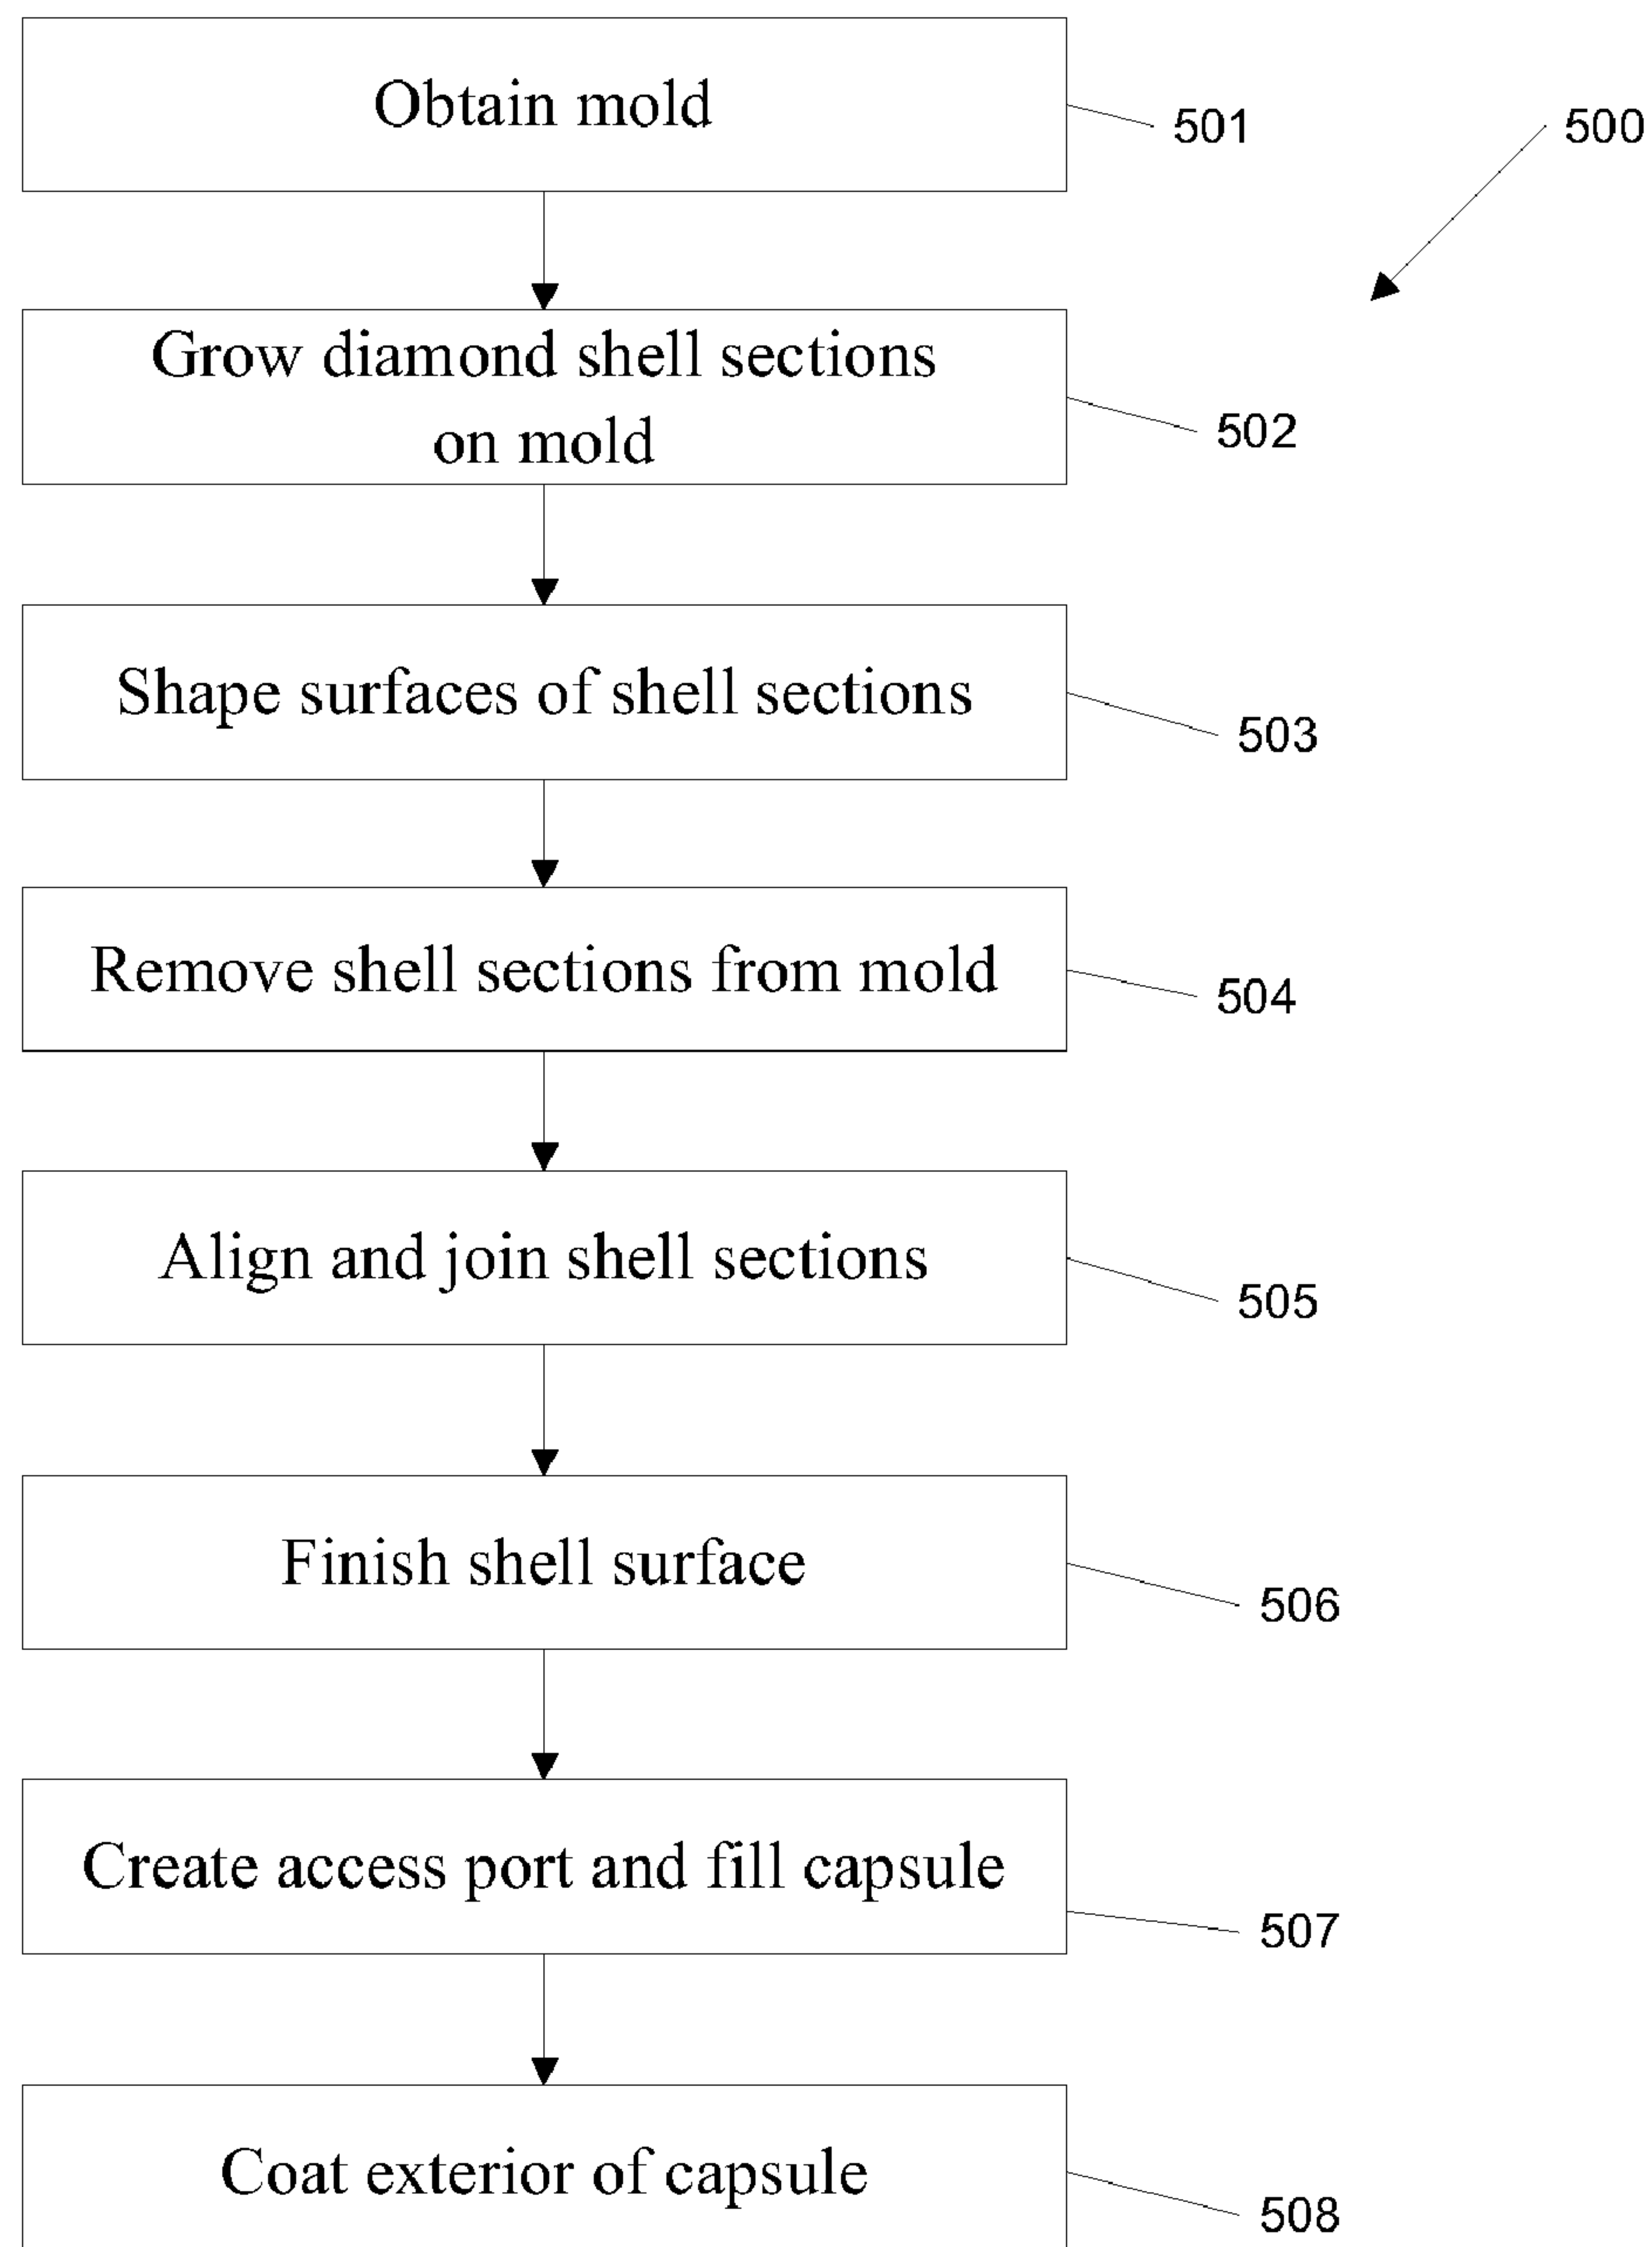 Obtain mold
501
500
Grow diamond shell sections
on mold
502
Shape surfaces of shell sections
503
Remove shell sections from mold
504
Align and join shell sections
505
Finish shell surface
506
Create access port and fill capsule
507
Coat exterior of capsule
508